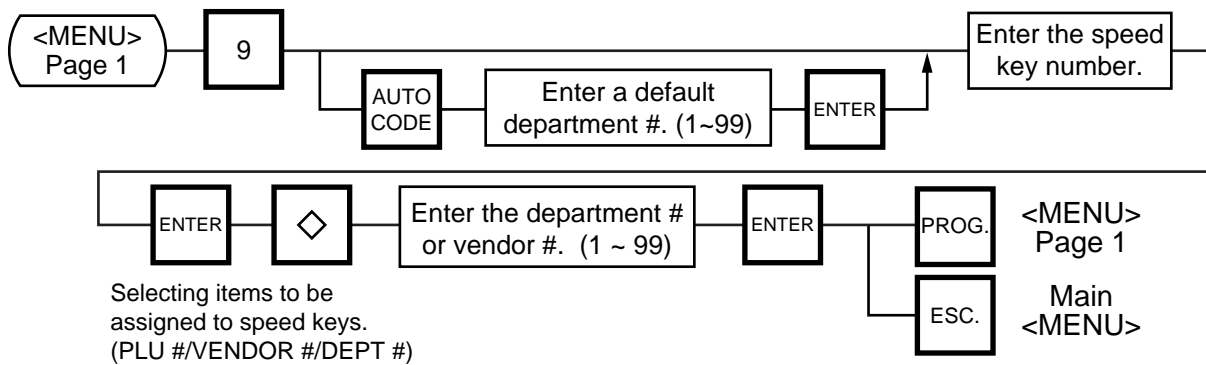 <MENU>
Page 1
9
AUTO
CODE
Enter a default
department #. (1~99)
ENTER
Enter the speed
key number.
ENTER
◇
Enter the department #
or vendor #.  (1 ~ 99)
ENTER
PROG.
<MENU>
Page 1
ESC.
Main
<MENU>
Selecting items to be
assigned to speed keys.
(PLU #/VENDOR #/DEPT #)